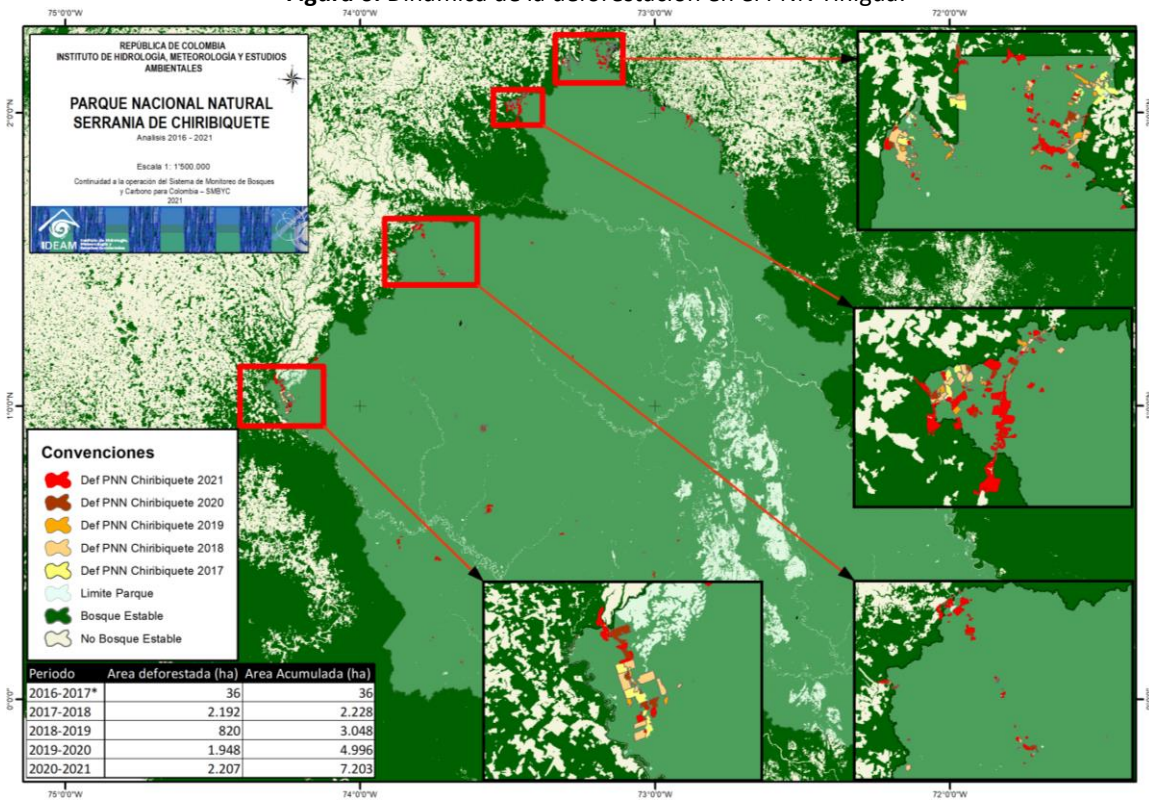 Figura 8. Dinámica de la deforestación en el PNN Tinigua.
75°0'0"W 74°0'0"W 73°0'0"W 72°0'0"W
REPÚBLICA DE COLOMBIA
INSTITUTO DE HIDROLOGÍA, METEOROLOGÍA Y ESTUDIOS
AMBIENTALES
PARQUE NACIONAL NATURAL
SERRANIA DE CHIRIBIQUETE
Analisis 2016 - 2021
Escala 1: 1'500.000
Continuidad a la operación del Sistema de Monitoreo de Bosques
y Carbono para Colombia – SMBYC
2021
IDEAM
2°0'0"N
1°0'0"N
0°0'0"
Convenciones
Def PNN Chiribiquete 2021
Def PNN Chiribiquete 2020
Def PNN Chiribiquete 2019
Def PNN Chiribiquete 2018
Def PNN Chiribiquete 2017
Limite Parque
Bosque Estable
No Bosque Estable
Periodo Area deforestada (ha) Area Acumulada (ha)
2016-2017* 36 36
2017-2018 2.192 2.228
2018-2019 820 3.048
2019-2020 1.948 4.996
2020-2021 2.207 7.203
75°0'0"W 74°0'0"W 73°0'0"W 72°0'0"W